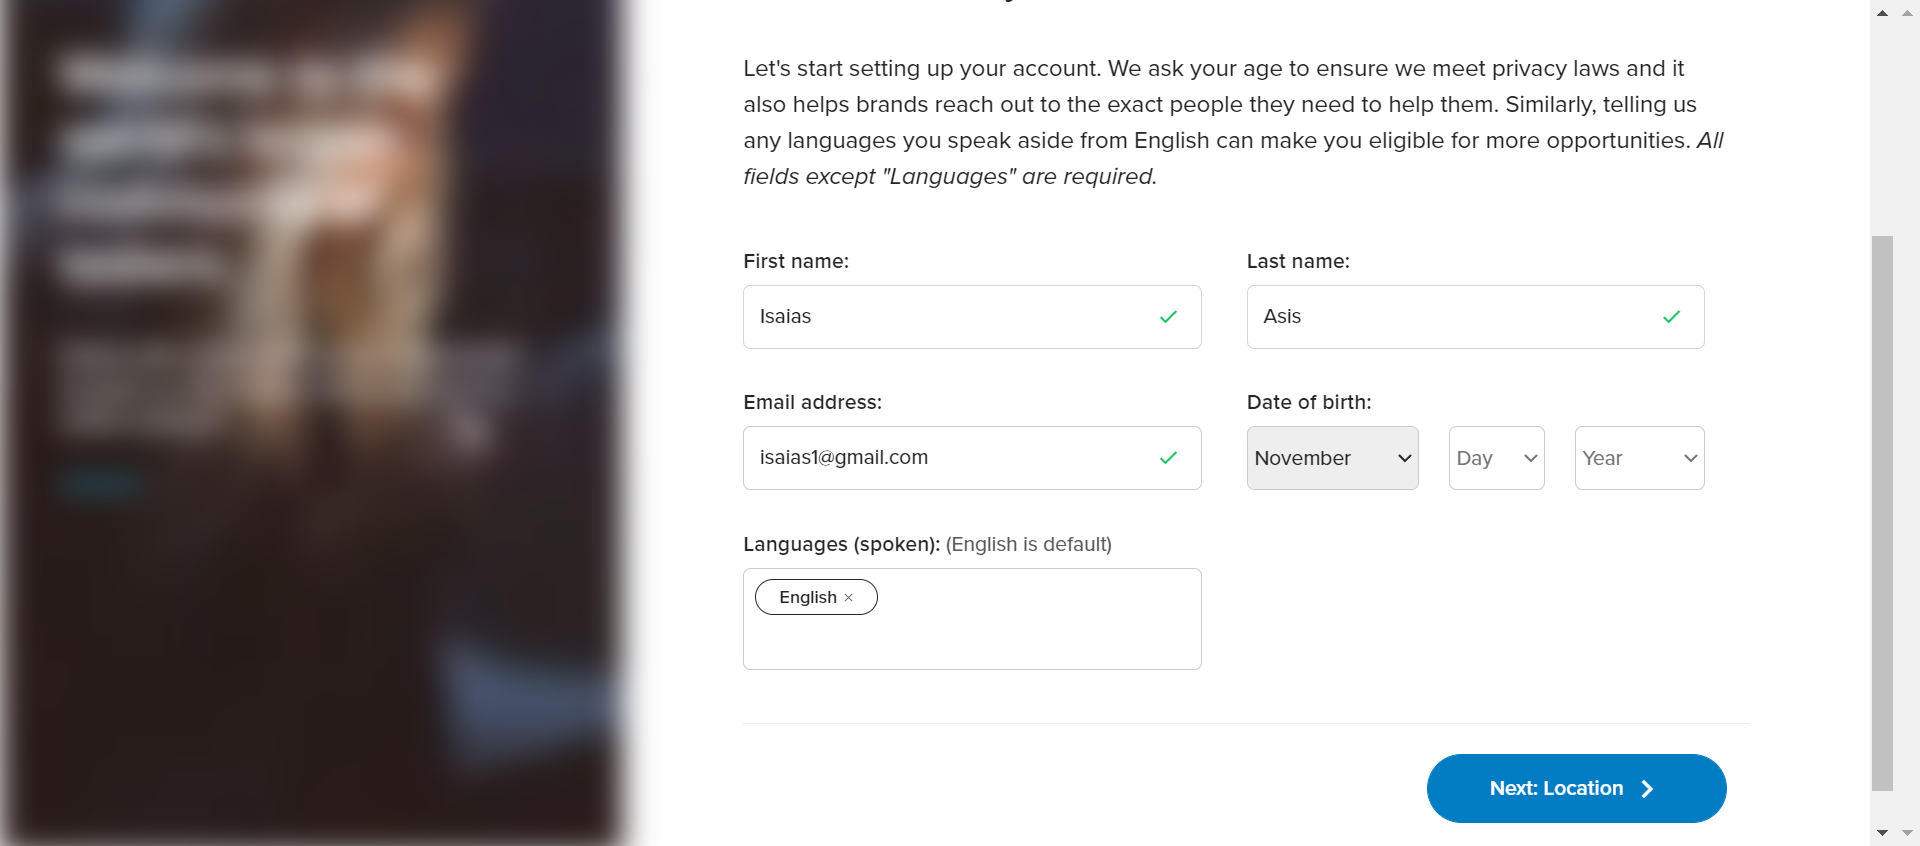 Let's start setting up your account. We ask your age to ensure we meet privacy laws and it
also helps brands reach out to the exact people they need to help them. Similarly, telling us
any languages you speak aside from English can make you eligible for more opportunities. All
fields except "Languages" are required.
First name:
Last name:
Isaias
Asis
Email address:
Date of birth:
isaias1@gmail.com
November
Day
Year
Languages (spoken): (English is default)
English ×
Next: Location